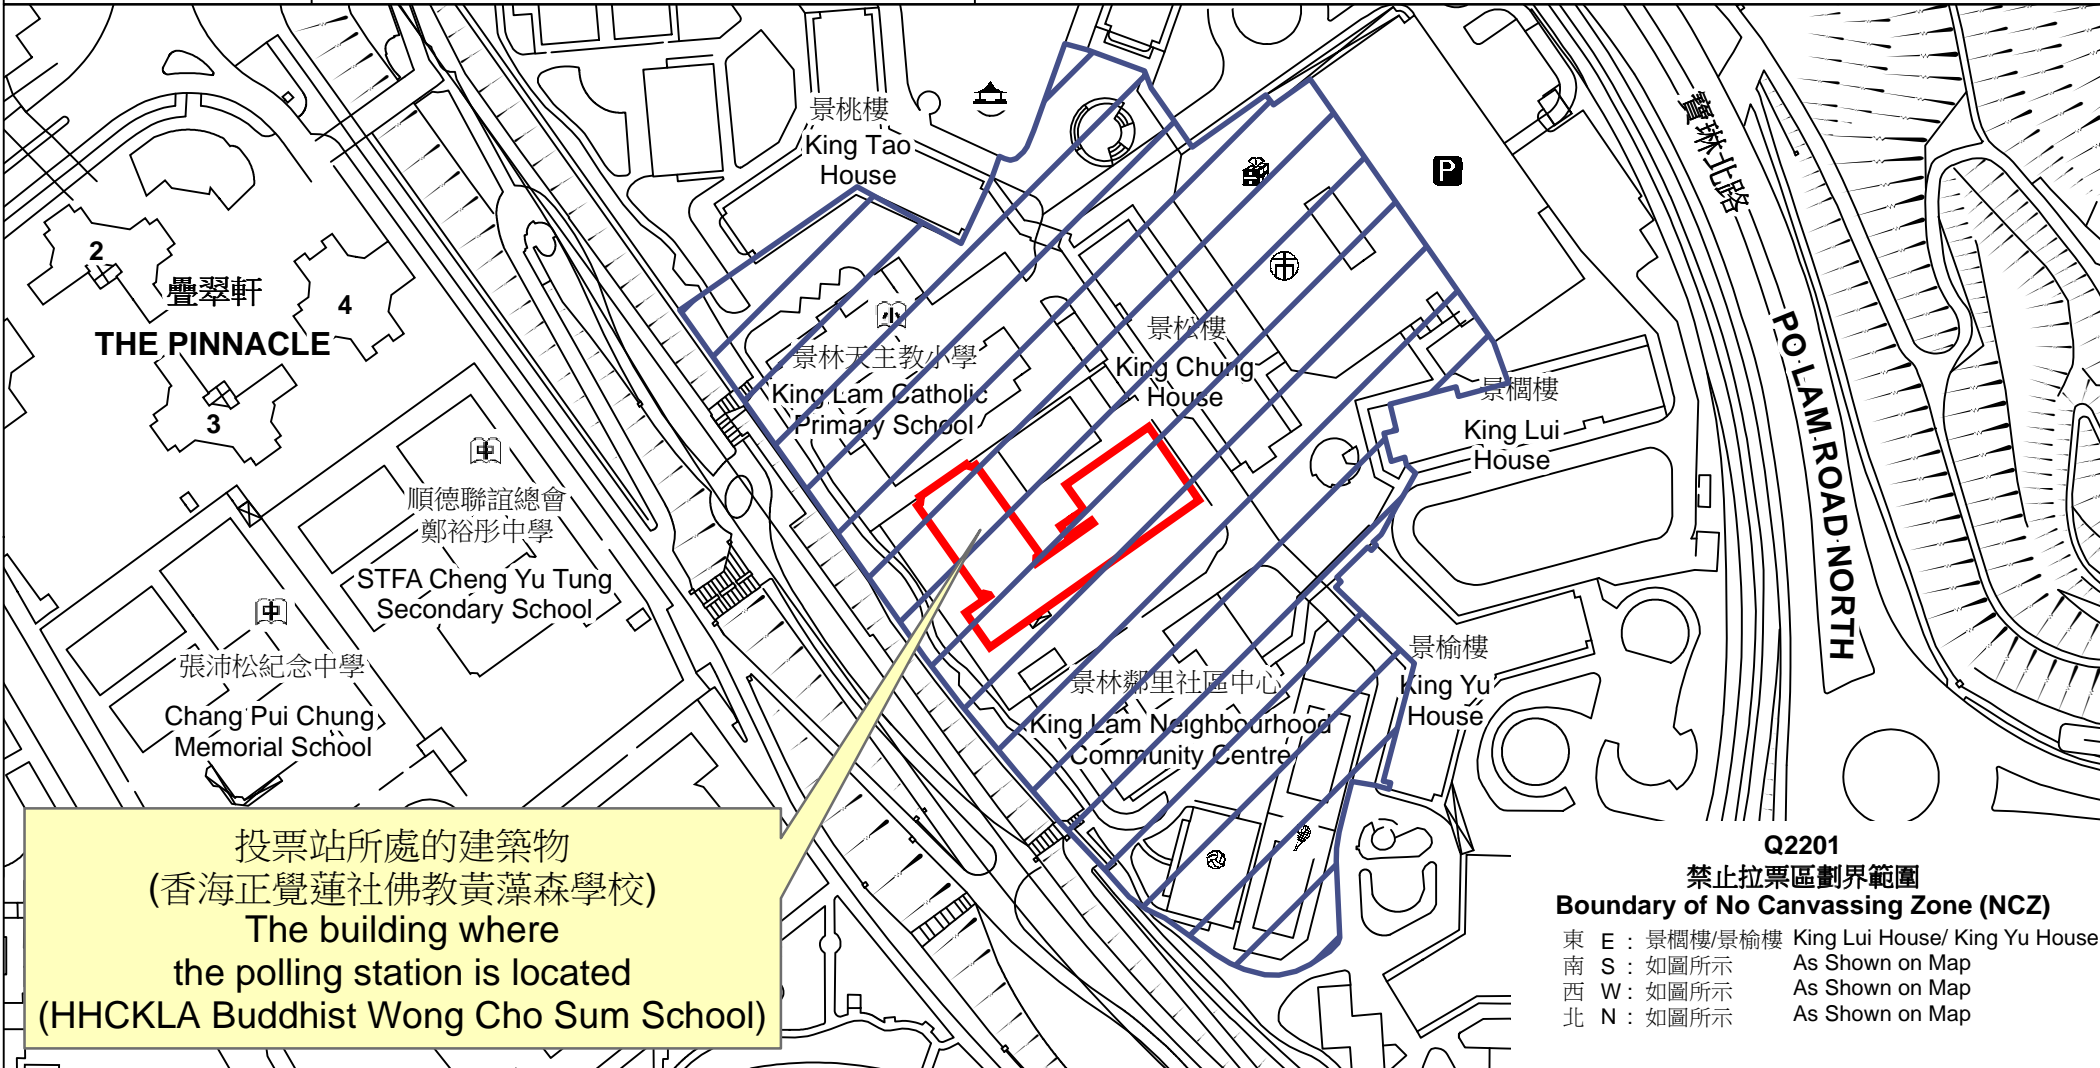 景桃樓
King Tao
House
P
寶琳北路
PO LAM ROAD NORTH
2
疊翠軒
4
THE PINNACLE
3
市
小
景林天主教小學
King Lam Catholic
Primary School
景松樓
King Chung
House
景櫚樓
King Lui
House
中
順德聯誼總會
鄭裕彤中學
STFA Cheng Yu Tung
Secondary School
中
張沛松紀念中學
Chang Pui Chung
Memorial School
景林鄰里社區中心
King Lam Neighbourhood
Community Centre
景榆樓
King Yu
House
投票站所處的建築物
(香海正覺蓮社佛教黃藻森學校)
The building where
the polling station is located
(HHCKLA Buddhist Wong Cho Sum School)
Q2201
禁止拉票區劃界範圍
Boundary of No Canvassing Zone (NCZ)
東 E : 景櫚樓/景榆樓 King Lui House/ King Yu House
南 S : 如圖所示 As Shown on Map
西 W : 如圖所示 As Shown on Map
北 N : 如圖所示 As Shown on Map